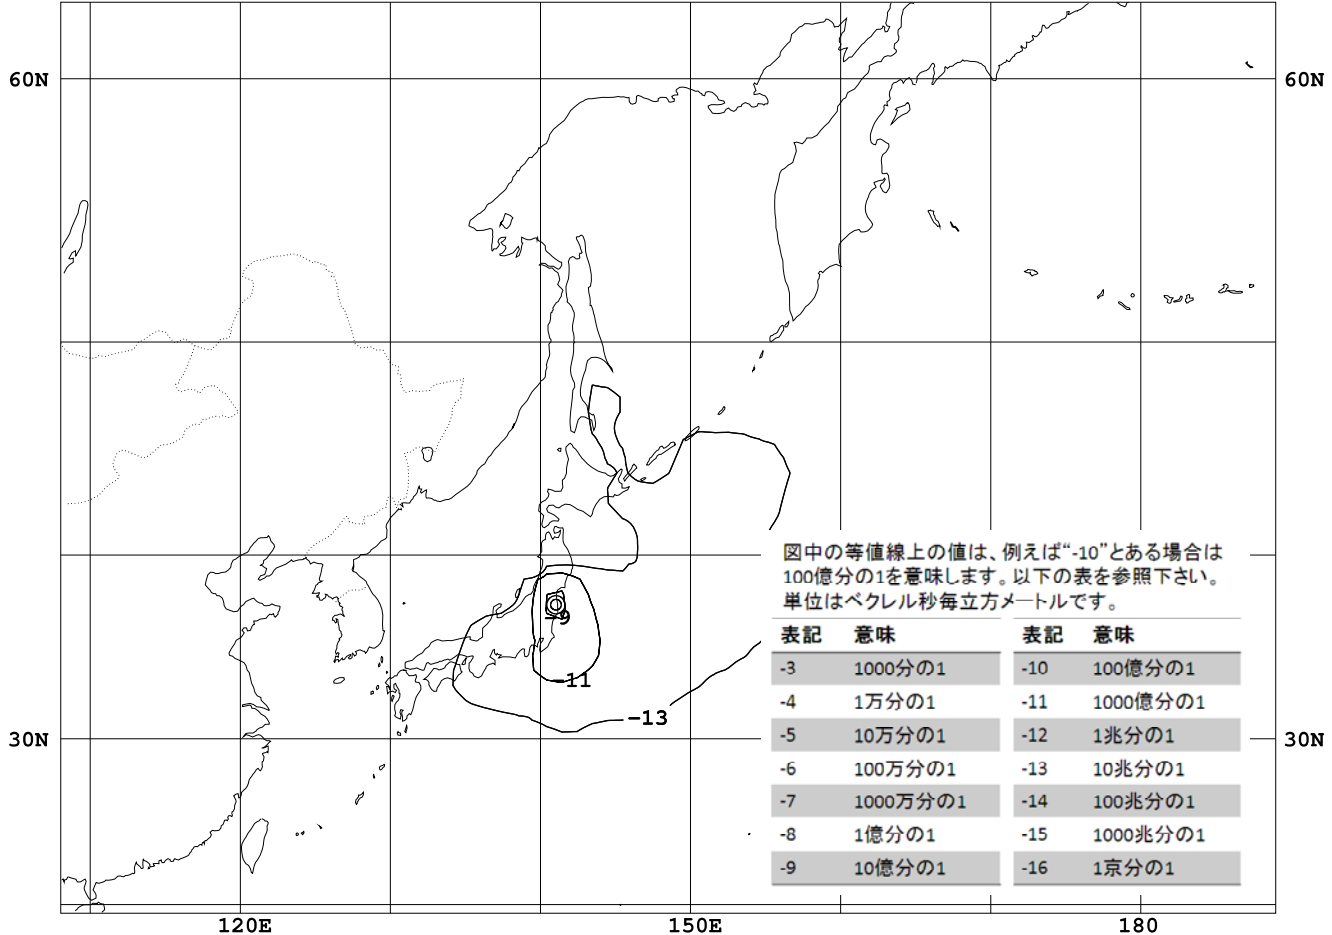 60N
60N
図中の等値線上の値は、例えば“-10”とある場合は
100億分の1を意味します。以下の表を参照下さい。
単位はベクレル秒毎立方メートルです。
表記 意味 表記 意味
-3 1000分の1 -10 100億分の1
-4 1万分の1 -11 1000億分の1
-5 10万分の1 -12 1兆分の1
-6 100万分の1 -13 10兆分の1
-7 1000万分の1 -14 100兆分の1
-8 1億分の1 -15 1000兆分の1
-9 10億分の1 -16 1京分の1
-9
-11
-13
30N
30N
120E
150E
180